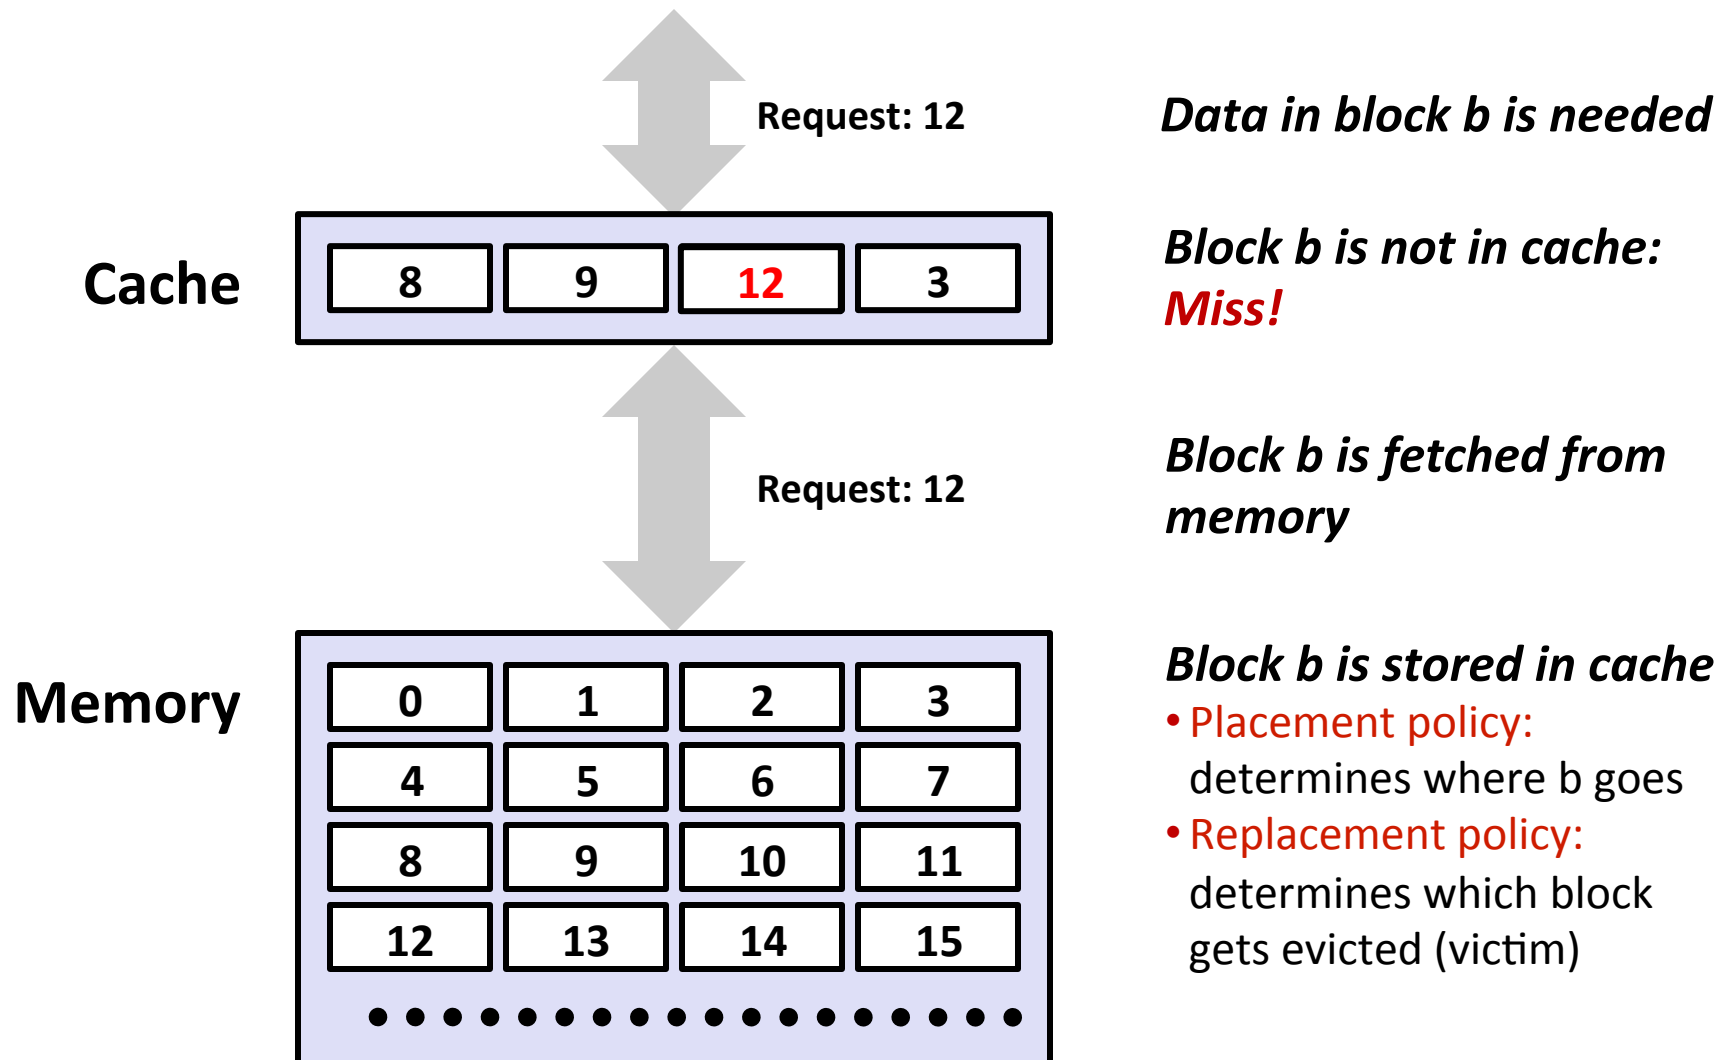 Request: 12
Data in block b is needed
Cache
8 9 12 3
Block b is not in cache:
Miss!
Request: 12
Block b is fetched from
memory
Memory
0 1 2 3
4 5 6 7
8 9 10 11
12 13 14 15
Block b is stored in cache
• Placement policy:
determines where b goes
• Replacement policy:
determines which block
gets evicted (victim)